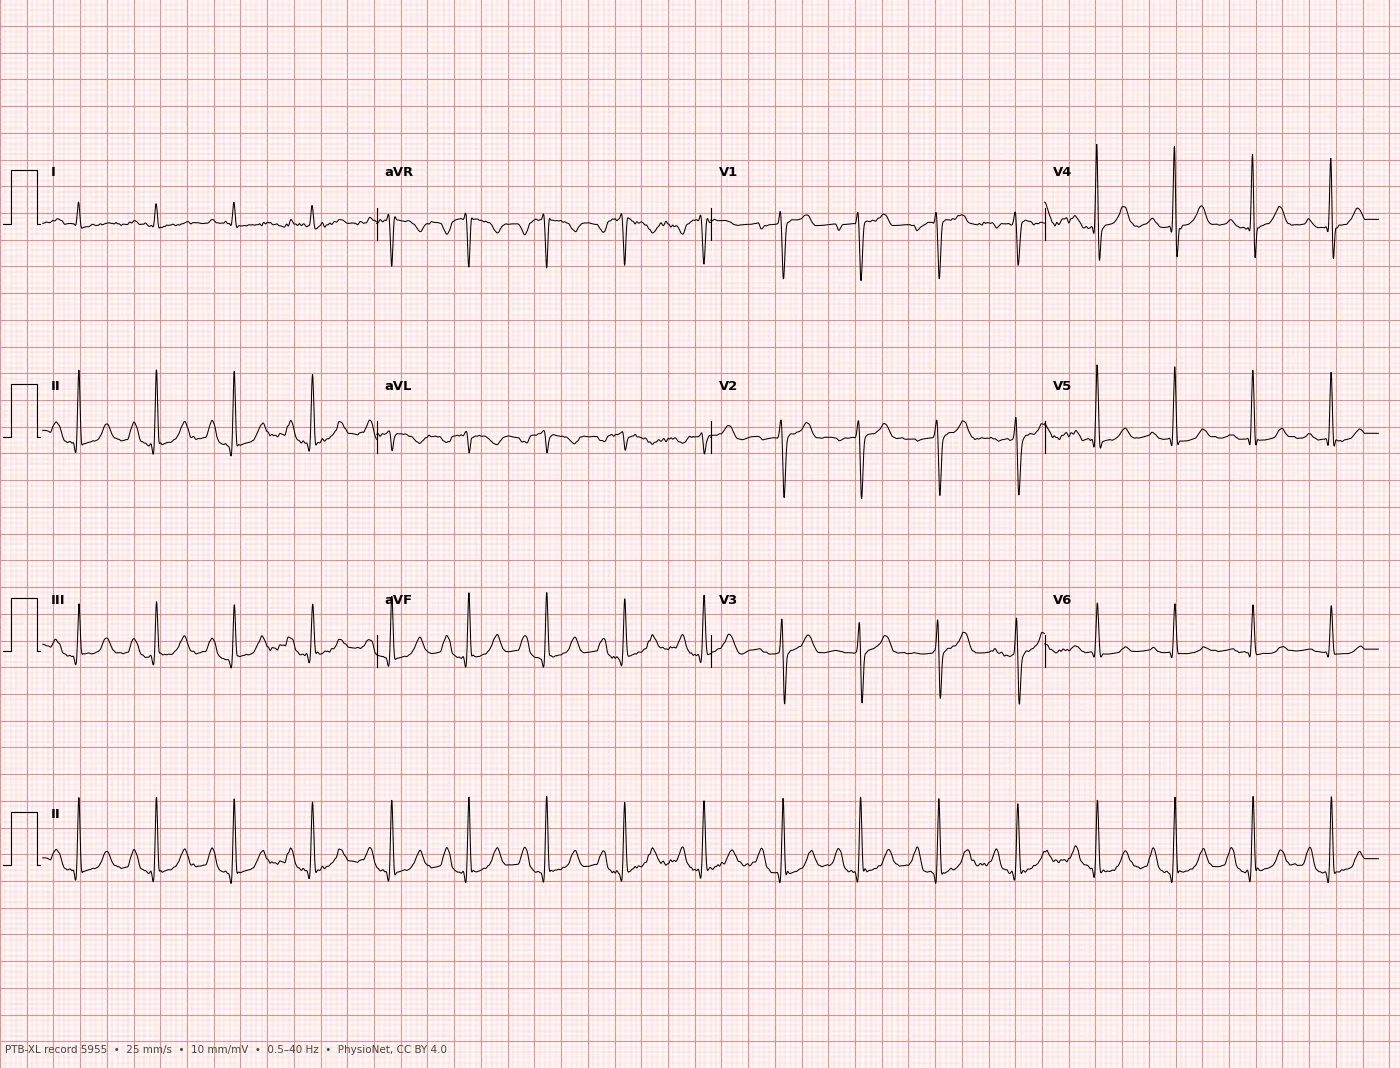 I aVR V1 V4
II aVL V2 V5
III aVF V3 V6
II
PTB-XL record 5955 • 25 mm/s • 10 mm/mV • 0.5–40 Hz • PhysioNet, CC BY 4.0